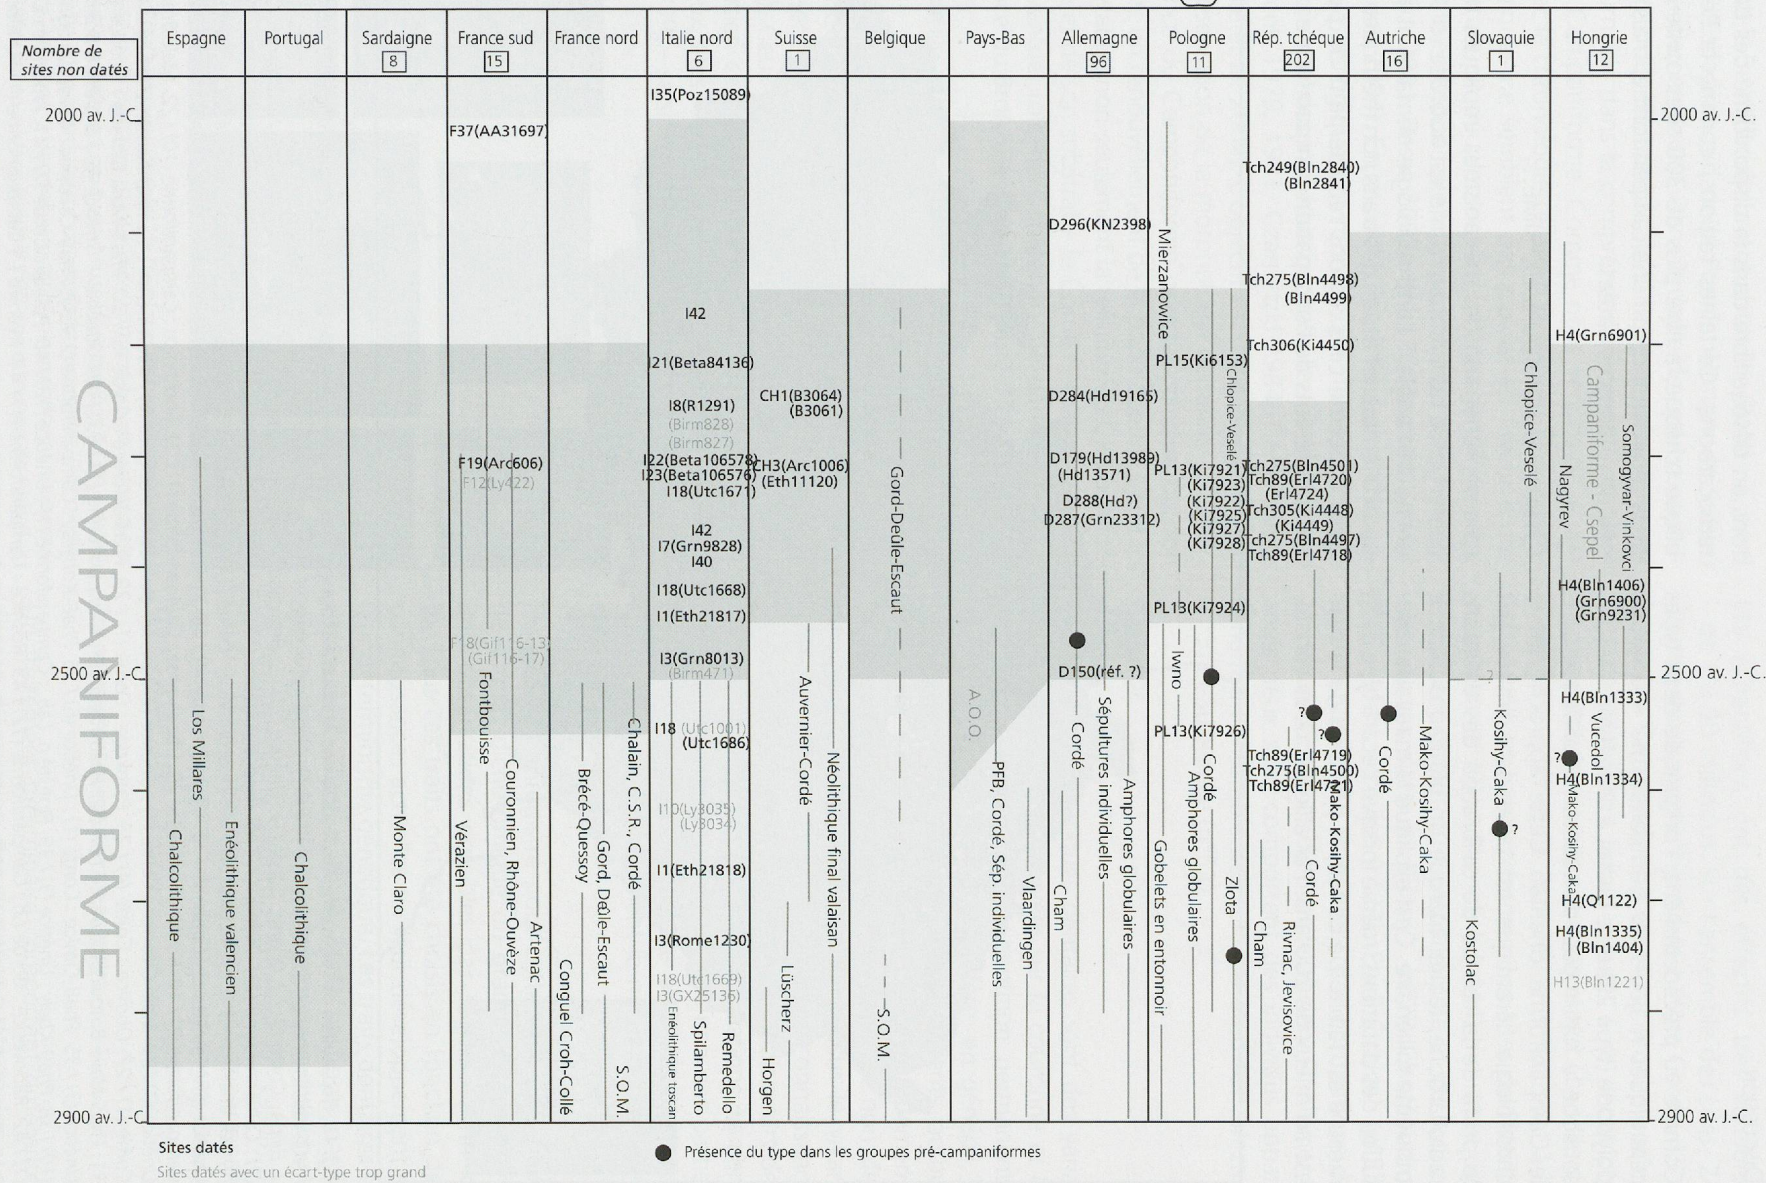 Nombre de
sites non datés
Espagne
Portugal
Sardaigne
8
France sud
15
France nord
Italie nord
6
Suisse
1
Belgique
Pays-Bas
Allemagne
96
Pologne
11
Rép. tchéque
202
Autriche
16
Slovaquie
1
Hongrie
12
2000 av. J.-C.
2500 av. J.-C.
2900 av. J.-C.
2000 av. J.-C.
2500 av. J.-C.
2900 av. J.-C.
CAMPANIFORME
Chalcolithique
Los Millares
Enéolithique valencien
Chalcolithique
Monte Claro
F37(AA31697)
F19(Arc606)
F12(Ly422)
F18(Gif116-13)
(Gif116-17)
Vérazien
Fontbouisse
Couronnien, Rhône-Ouvèze
Artenac
Conguel Croh-Collé
Brécé-Quessoy
Gord, Deûle-Escaut
S.O.M.
Chalain, C.S.R., Cordé
I35(Poz15089)
I42
I21(Beta84136)
I8(R1291)
(Birm828)
(Birm827)
I22(Beta106578)
I23(Beta106576)
I18(Utc1671)
I42
I7(Grn9828)
I40
I18(Utc1668)
I1(Eth21817)
I3(Grn8013)
(Birm471)
I18 (Utc1001)
(Utc1686)
I10(Ly3035)
(Ly3034)
I1(Eth21818)
I3(Rome1230)
I18(Utc1669)
I3(GX25136)
Enéolithique toscan
Spilamberto
Remedello
CH1(B3064)
(B3061)
CH3(Arc1006)
(Eth11120)
Horgen
Lüscherz
Auvernier-Cordé
Néolithique final valaisan
Gord-Deûle-Escaut
S.O.M.
A.O.O.
PFB, Cordé, Sép. individuelles
Vlaardingen
D296(KN2398)
D284(Hd19165)
D179(Hd13989)
(Hd13571)
D288(Hd?)
D287(Grn23312)
D150(réf. ?)
Cham
Cordé
Sépultures individuelles
Amphores globulaires
Mierzanovice
PL15(Ki6153)
Chlopice-Veselé
PL13(Ki7921)
(Ki7923)
(Ki7922)
(Ki7925)
(Ki7927)
(Ki7928)
PL13(Ki7924)
Iwno
PL13(Ki7926)
Gobelets en entonnoir
Amphores globulaires
Cordé
Zlota
Tch249(Bln2840)
(Bln2841)
Tch275(Bln4498)
(Bln4499)
Tch306(Ki4450)
Tch275(Bln4501)
Tch89(Erl4720)
(Erl4724)
Tch305(Ki4448)
(Ki4449)
Tch275(Bln4497)
Tch89(Erl4718)
?
?
Tch89(Erl4719)
Tch275(Bln4500)
Tch89(Erl4721)
Cham
Rivnac, Jevisovice
Cordé
Mako-Kosihy-Caka
Cordé
Mako-Kosihy-Caka
Chlopice-Veselé
?
Kosihy-Caka
?
Kostolac
H4(Grn6901)
Campaniforme - Csepel
Somogyvar-Vinkovci
Nagyrev
H4(Bln1406)
(Grn6900)
(Grn9231)
H4(Bln1333)
Vucedol
?
H4(Bln1334)
Mako-Kosihy-Caka
H4(Q1122)
H4(Bln1335)
(Bln1404)
H13(Bln1221)
Sites datés
Sites datés avec un écart-type trop grand
Présence du type dans les groupes pré-campaniformes